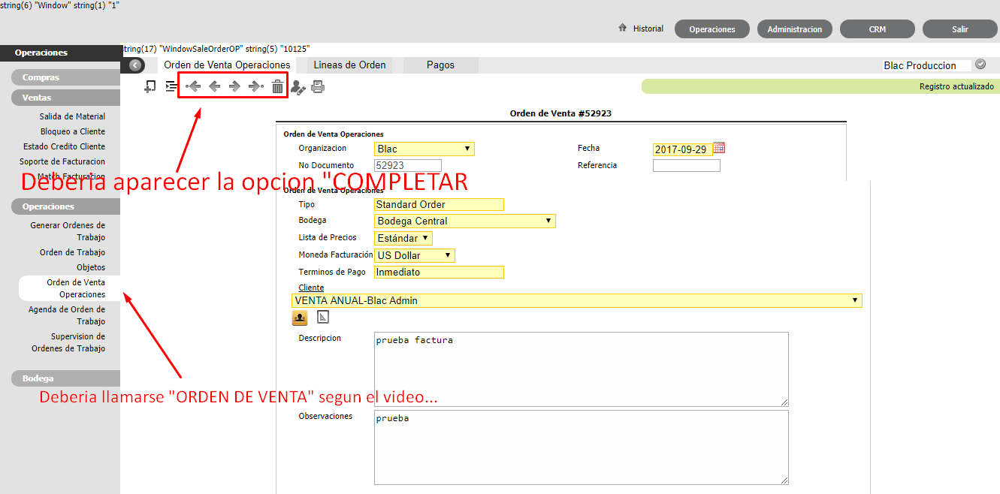 string(6) "Window" string(1) "1"
Historial
Operaciones
Administracion
CRM
Salir
Operaciones
string(17) "WindowSaleOrderOP" string(5) "10125"
Orden de Venta Operaciones
Lineas de Orden
Pagos
Blac Produccion
Registro actualizado
Compras
Ventas
Salida de Material
Bloqueo a Cliente
Estado Credito Cliente
Soporte de Facturacion
Match Facturacion
Operaciones
Generar Ordenes de
Trabajo
Orden de Trabajo
Objetos
Orden de Venta
Operaciones
Agenda de Orden de
Trabajo
Supervision de
Ordenes de Trabajo
Bodega
Orden de Venta #52923
Orden de Venta Operaciones
Organizacion Blac
Fecha 2017-09-29
No Documento 52923
Referencia
Deberia aparecer la opcion "COMPLETAR
Orden de Venta Operaciones
Tipo Standard Order
Bodega Bodega Central
Lista de Precios Estándar
Moneda Facturación US Dollar
Terminos de Pago Inmediato
Cliente
VENTA ANUAL-Blac Admin
Descripcion prueba factura
Deberia llamarse "ORDEN DE VENTA" segun el video...
Observaciones prueba